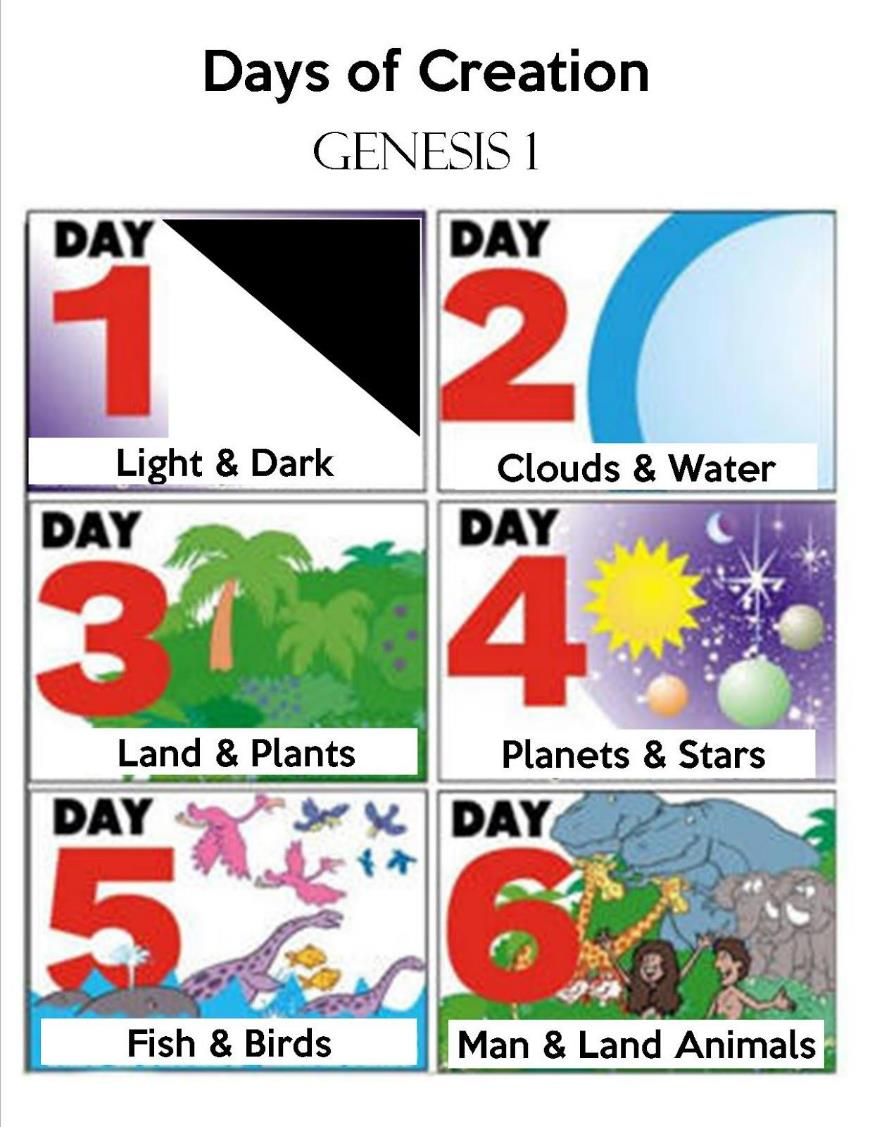 Days of Creation
GENESIS 1
DAY
1
Light & Dark
DAY
2
Clouds & Water
DAY
3
Land & Plants
DAY
4
Planets & Stars
DAY
5
Fish & Birds
DAY
6
Man & Land Animals